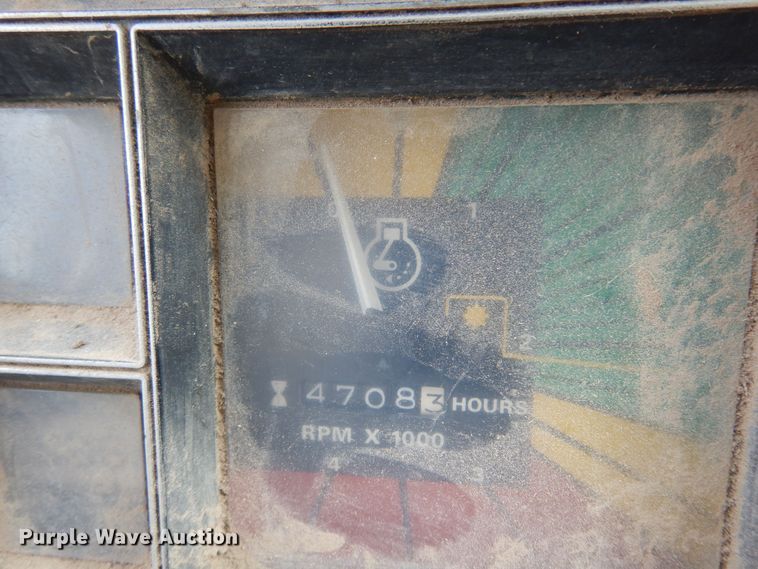 0 1
2
47083 HOURS
RPM X 1000
4 3
Purple Wave Auction